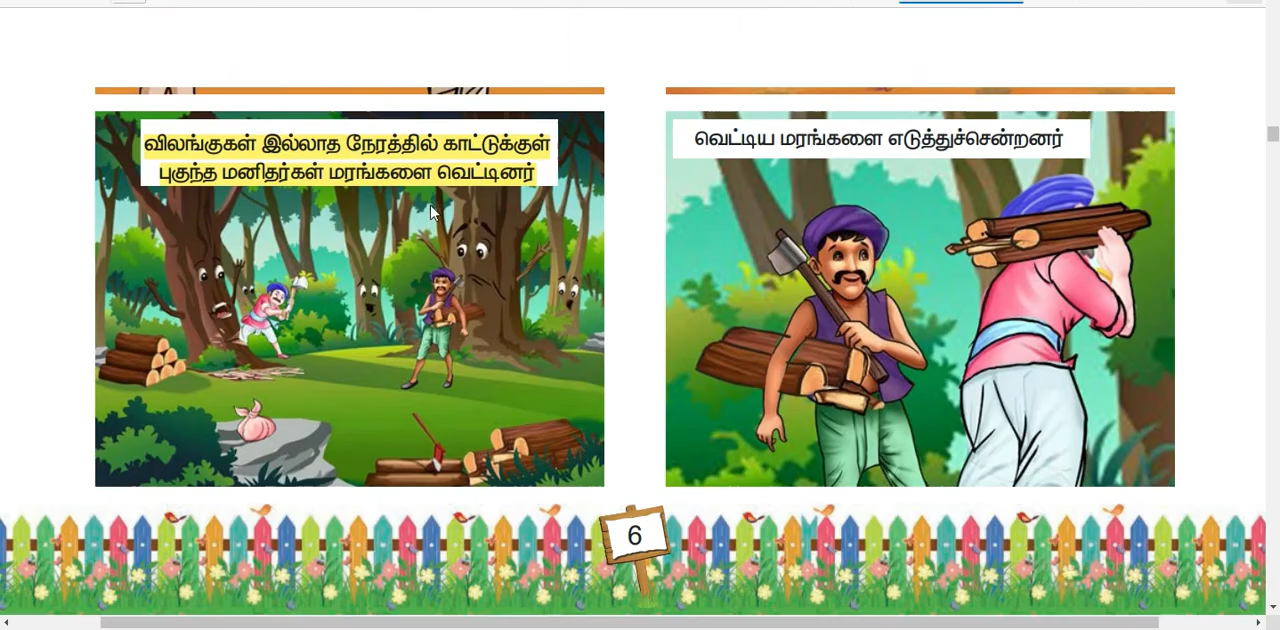 விலங்குகள் இல்லாத நேரத்தில் காட்டுக்குள்
புகுந்த மனிதர்கள் மரங்களை வெட்டினர்
வெட்டிய மரங்களை எடுத்துச்சென்றனர்
6